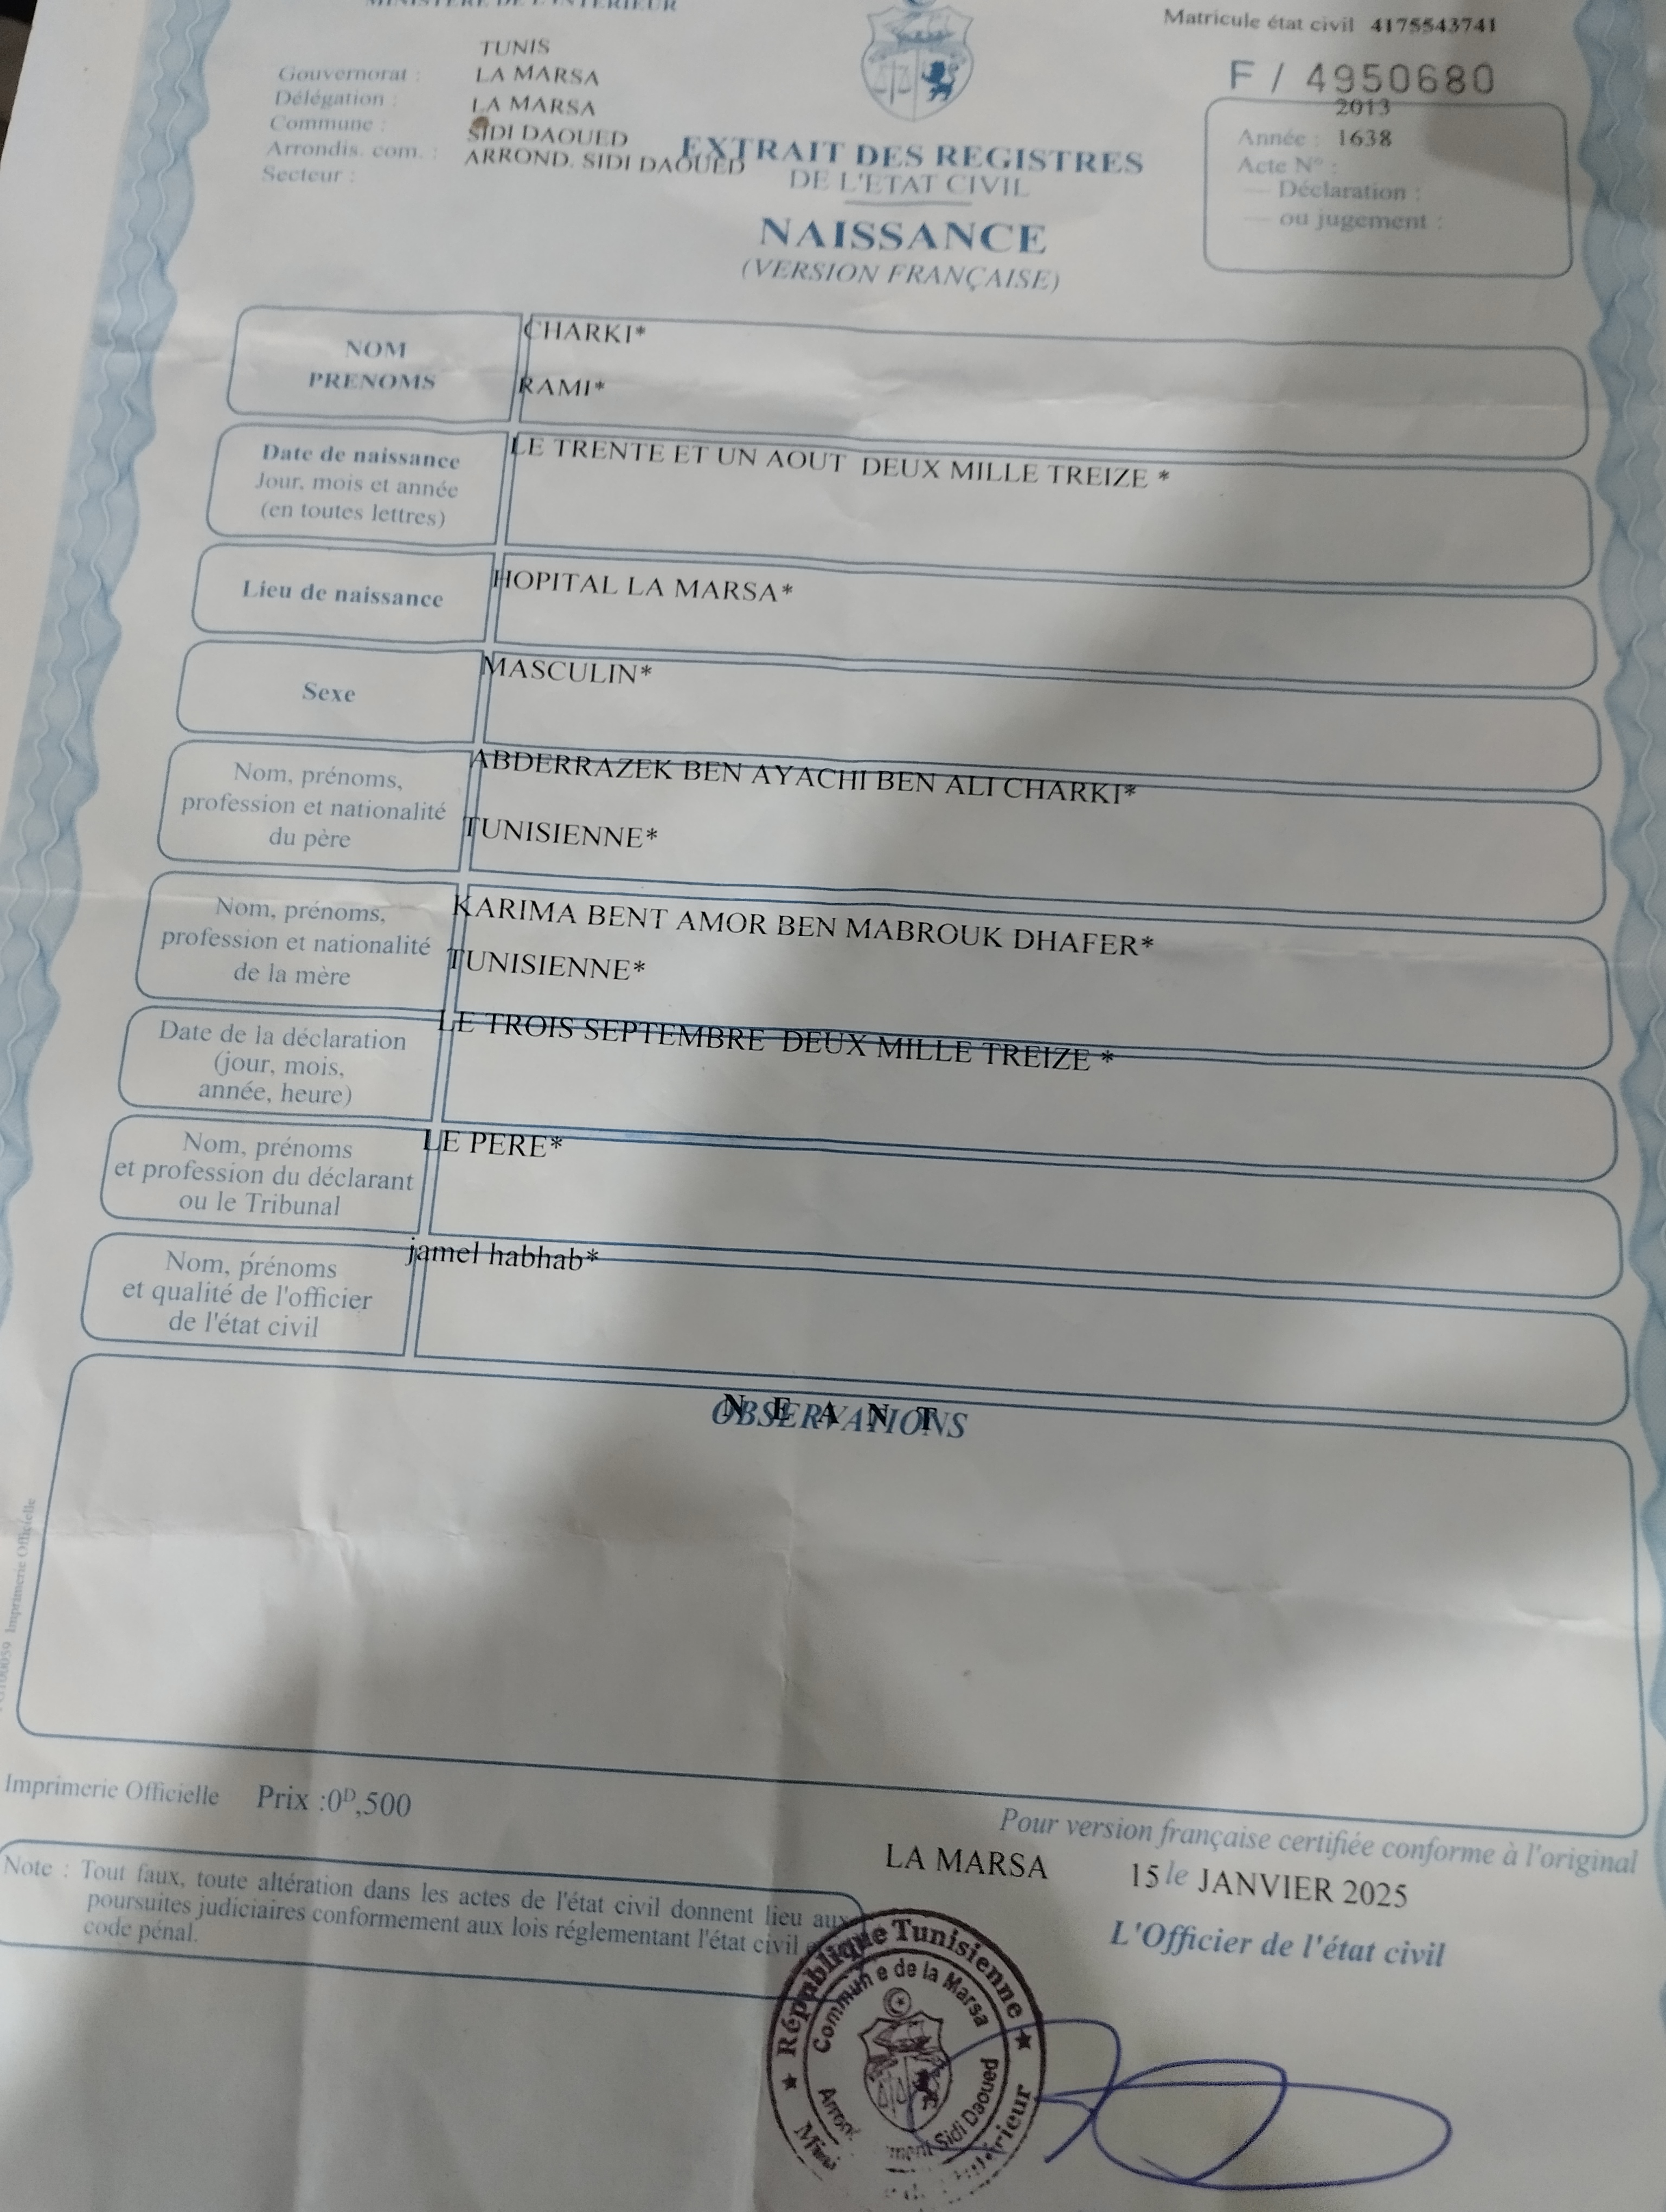 MINISTERE DE L'INTERIEUR
Matricule état civil 4175543741
F / 4950680
TUNIS
Gouvernorat : LA MARSA
Délégation : LA MARSA
Commune : SIDI DAOUED
Arrondis. com. : ARROND. SIDI DAOUED
Secteur :
EXTRAIT DES REGISTRES
DE L'ETAT CIVIL
NAISSANCE
(VERSION FRANÇAISE)
2013
Année : 1638
Acte N° :
— Déclaration :
— ou jugement :
NOM
PRENOMS
CHARKI*
RAMI*
Date de naissance
Jour, mois et année
(en toutes lettres)
LE TRENTE ET UN AOUT DEUX MILLE TREIZE *
Lieu de naissance
HOPITAL LA MARSA*
Sexe
MASCULIN*
Nom, prénoms,
profession et nationalité
du père
ABDERRAZEK BEN AYACHI BEN ALI CHARKI*
TUNISIENNE*
Nom, prénoms,
profession et nationalité
de la mère
KARIMA BENT AMOR BEN MABROUK DHAFER*
TUNISIENNE*
Date de la déclaration
(jour, mois,
année, heure)
LE TROIS SEPTEMBRE DEUX MILLE TREIZE *
Nom, prénoms
et profession du déclarant
ou le Tribunal
LE PERE*
Nom, prénoms
et qualité de l'officier
de l'état civil
jamel habhab*
OBSERVATIONS
N E A N T
Imprimerie Officielle
Imprimerie Officielle Prix :0D,500
Pour version française certifiée conforme à l'original
LA MARSA 15 le JANVIER 2025
L'Officier de l'état civil
Note : Tout faux, toute altération dans les actes de l'état civil donnent lieu aux
poursuites judiciaires conformement aux lois réglementant l'état civil
code pénal.
République Tunisienne
Commune de la Marsa
Sidi Daoued